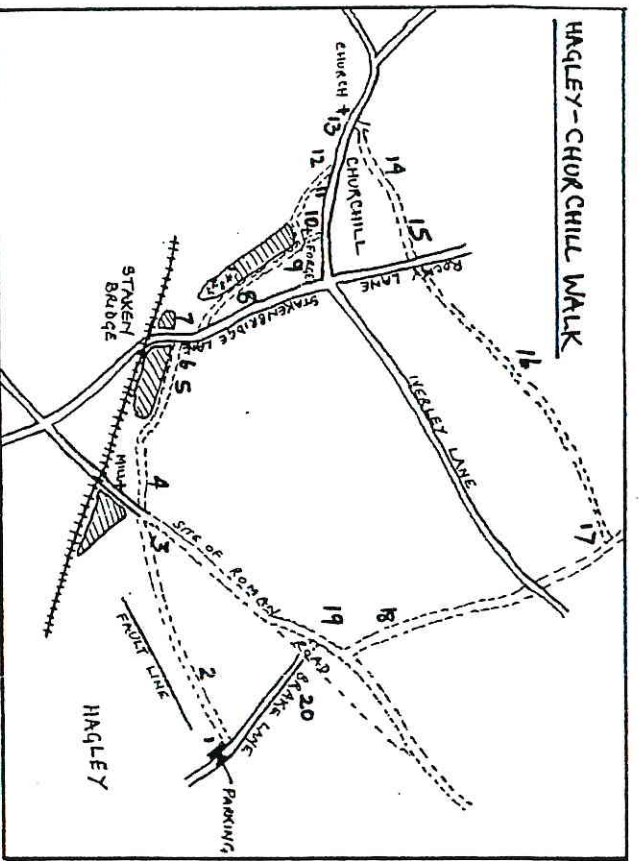 HAGLEY-CHURCHILL WALK
CHURCH
13
14
12
11
CHURCHILL
15
ROCKY LANE
10
FORGE
9
8
STAKENBRIDGE LANE
7
6
5
STAKEN
BRIDGE
16
IVERLEY LANE
4
MILL
3
SITE OF ROMAN ROAD
17
18
19
20
BRAKE LANE
2
1
FAULT LINE
HAGLEY
PARKING